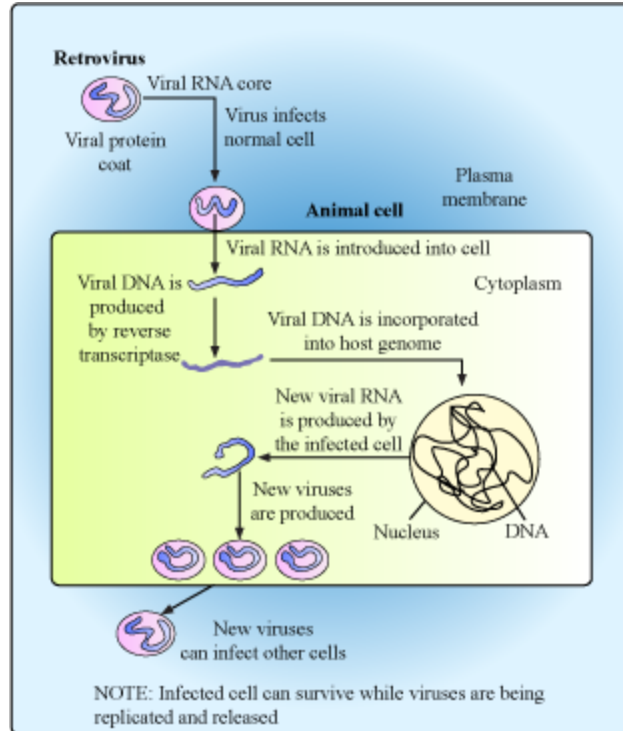 Retrovirus
Viral RNA core
Viral protein
coat
Virus infects
normal cell
Plasma
membrane
Animal cell
Viral RNA is introduced into cell
Cytoplasm
Viral DNA is
produced
by reverse
transcriptase
Viral DNA is incorporated
into host genome
New viral RNA
is produced by
the infected cell
New viruses
are produced
Nucleus
DNA
New viruses
can infect other cells
NOTE: Infected cell can survive while viruses are being
replicated and released